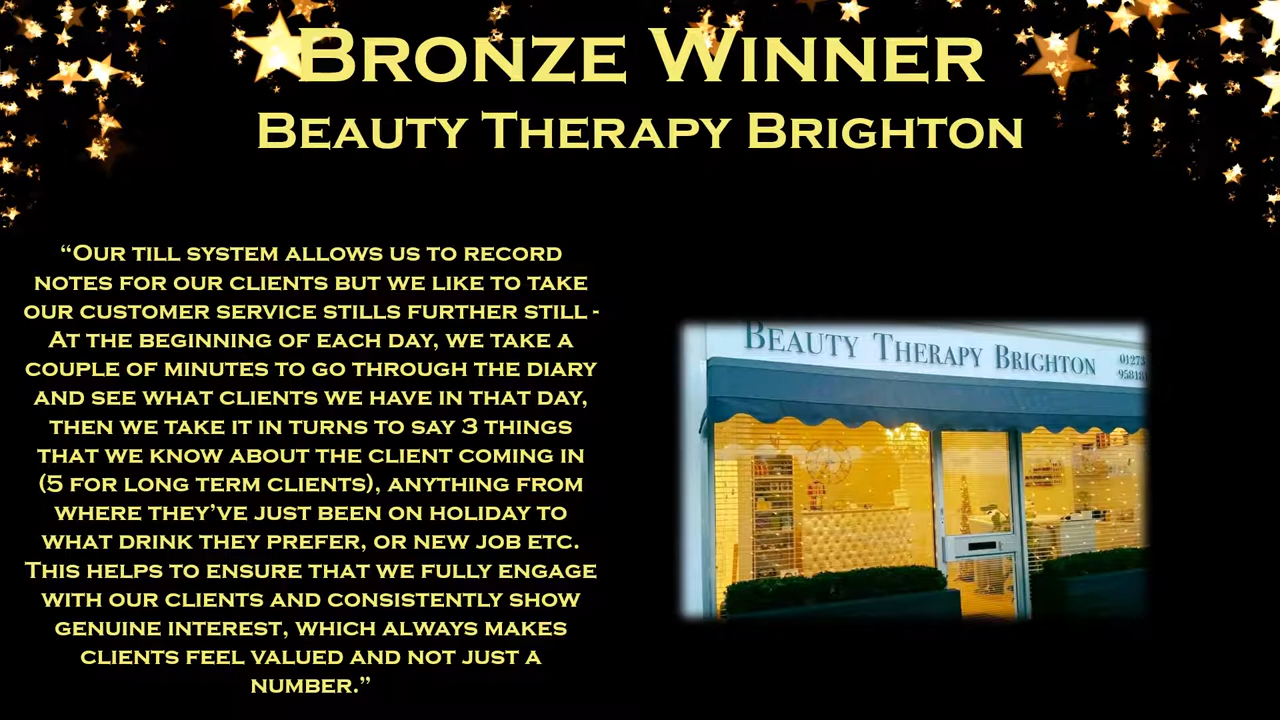 BRONZE WINNER
BEAUTY THERAPY BRIGHTON
“OUR TILL SYSTEM ALLOWS US TO RECORD
NOTES FOR OUR CLIENTS BUT WE LIKE TO TAKE
OUR CUSTOMER SERVICE STILLS FURTHER STILL -
AT THE BEGINNING OF EACH DAY, WE TAKE A
COUPLE OF MINUTES TO GO THROUGH THE DIARY
AND SEE WHAT CLIENTS WE HAVE IN THAT DAY,
THEN WE TAKE IT IN TURNS TO SAY 3 THINGS
THAT WE KNOW ABOUT THE CLIENT COMING IN
(5 FOR LONG TERM CLIENTS), ANYTHING FROM
WHERE THEY’VE JUST BEEN ON HOLIDAY TO
WHAT DRINK THEY PREFER, OR NEW JOB ETC.
THIS HELPS TO ENSURE THAT WE FULLY ENGAGE
WITH OUR CLIENTS AND CONSISTENTLY SHOW
GENUINE INTEREST, WHICH ALWAYS MAKES
CLIENTS FEEL VALUED AND NOT JUST A
NUMBER.”
BEAUTY THERAPY BRIGHTON
01273